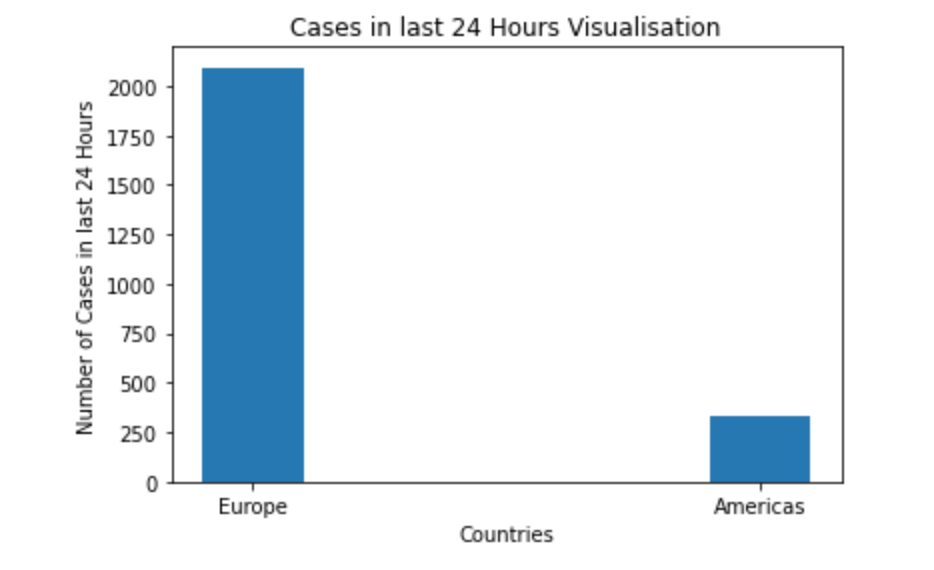 Cases in last 24 Hours Visualisation
Number of Cases in last 24 Hours
2000
1750
1500
1250
1000
750
500
250
0
Europe
Americas
Countries